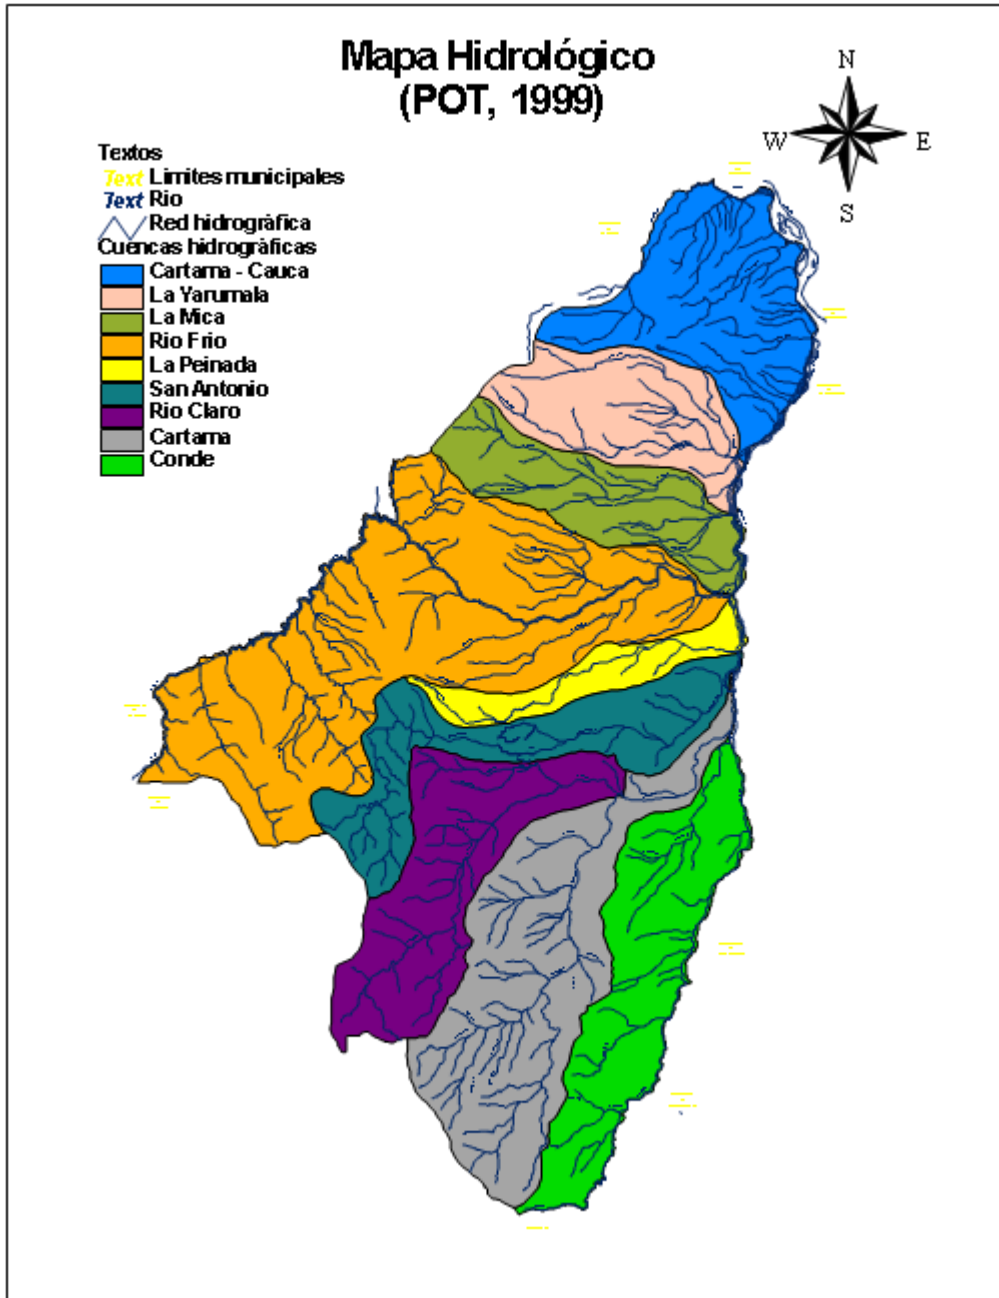 Mapa Hidrológico
(POT, 1999)
N
W E
S
Textos
Text Limites municipales
Text Rio
Red hidrográfica
Cuencas hidrográficas
Cartama - Cauca
La Yarumala
La Mica
Rio Frio
La Peinada
San Antonio
Rio Claro
Cartama
Conde